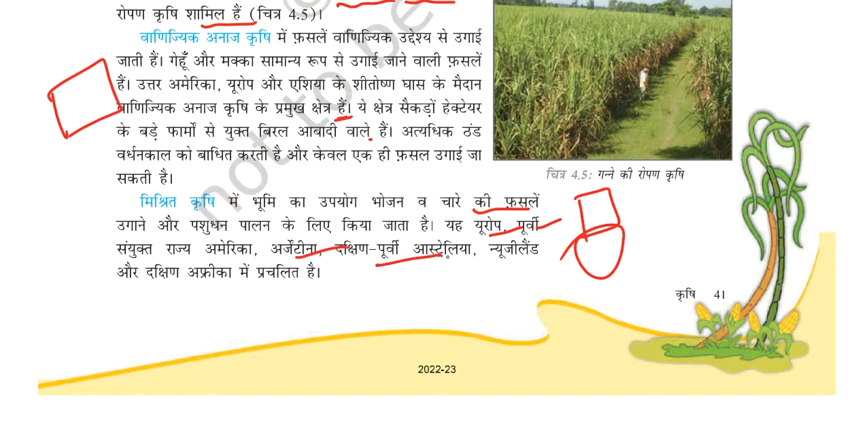 रोपण कृषि शामिल हैं (चित्र 4.5)।
वाणिज्यिक अनाज कृषि में फ़सलें वाणिज्यिक उद्देश्य से उगाई
जाती हैं। गेहूँ और मक्का सामान्य रूप से उगाई जाने वाली फ़सलें
हैं। उत्तर अमेरिका, यूरोप और एशिया के शीतोष्ण घास के मैदान
वाणिज्यिक अनाज कृषि के प्रमुख क्षेत्र हैं। ये क्षेत्र सैकड़ों हेक्टेयर
के बड़े फार्मों से युक्त बिरल आबादी वाले हैं। अत्यधिक ठंड
वर्धनकाल को बाधित करती है और केवल एक ही फ़सल उगाई जा
सकती है।
मिश्रित कृषि में भूमि का उपयोग भोजन व चारे की फ़सलें
उगाने और पशुधन पालन के लिए किया जाता है। यह यूरोप, पूर्वी
संयुक्त राज्य अमेरिका, अर्जेंटीना, दक्षिण-पूर्वी आस्ट्रेलिया, न्यूजीलैंड
और दक्षिण अफ्रीका में प्रचलित है।
चित्र 4.5: गन्ने की रोपण कृषि
कृषि 41
2022-23
not to be